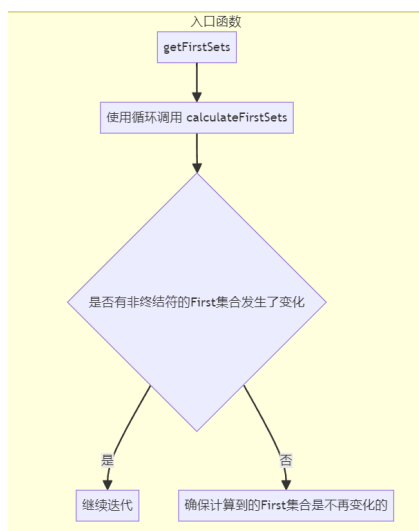 入口函数
getFirstSets
使用循环调用 calculateFirstSets
是否有非终结符的First集合发生了变化
是
否
继续迭代
确保计算到的First集合是不再变化的